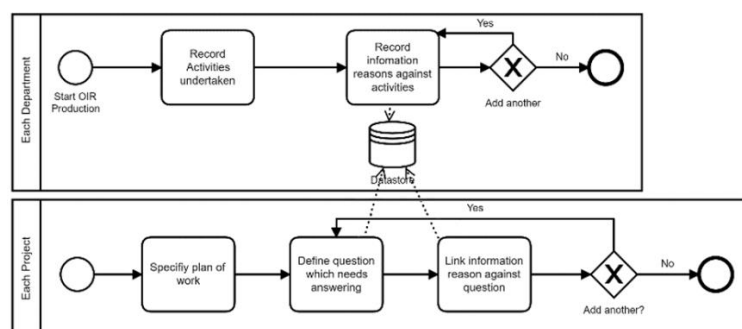 Each Department
Start OIR
Production
Record
Activities
undertaken
Record
infomation
reasons against
activities
Yes
Add another
No
Datastore
Each Project
Specifiy plan of
work
Define question
which needs
answering
Link information
reason against
question
Yes
Add another?
No